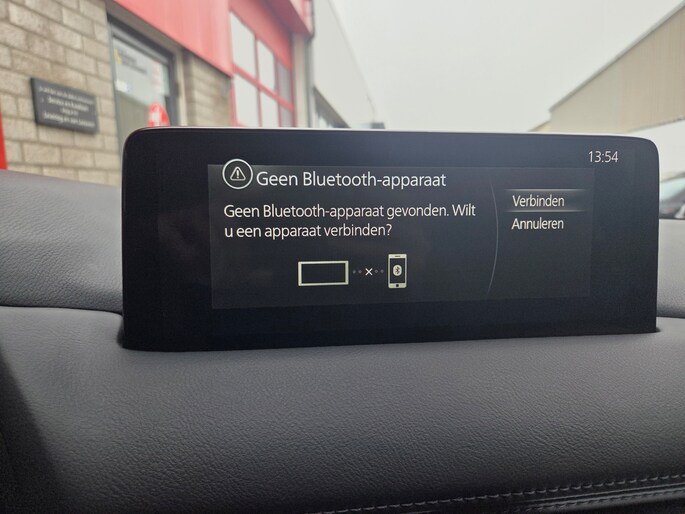 13:54
Geen Bluetooth-apparaat
Geen Bluetooth-apparaat gevonden. Wilt
u een apparaat verbinden?
Verbinden
Annuleren